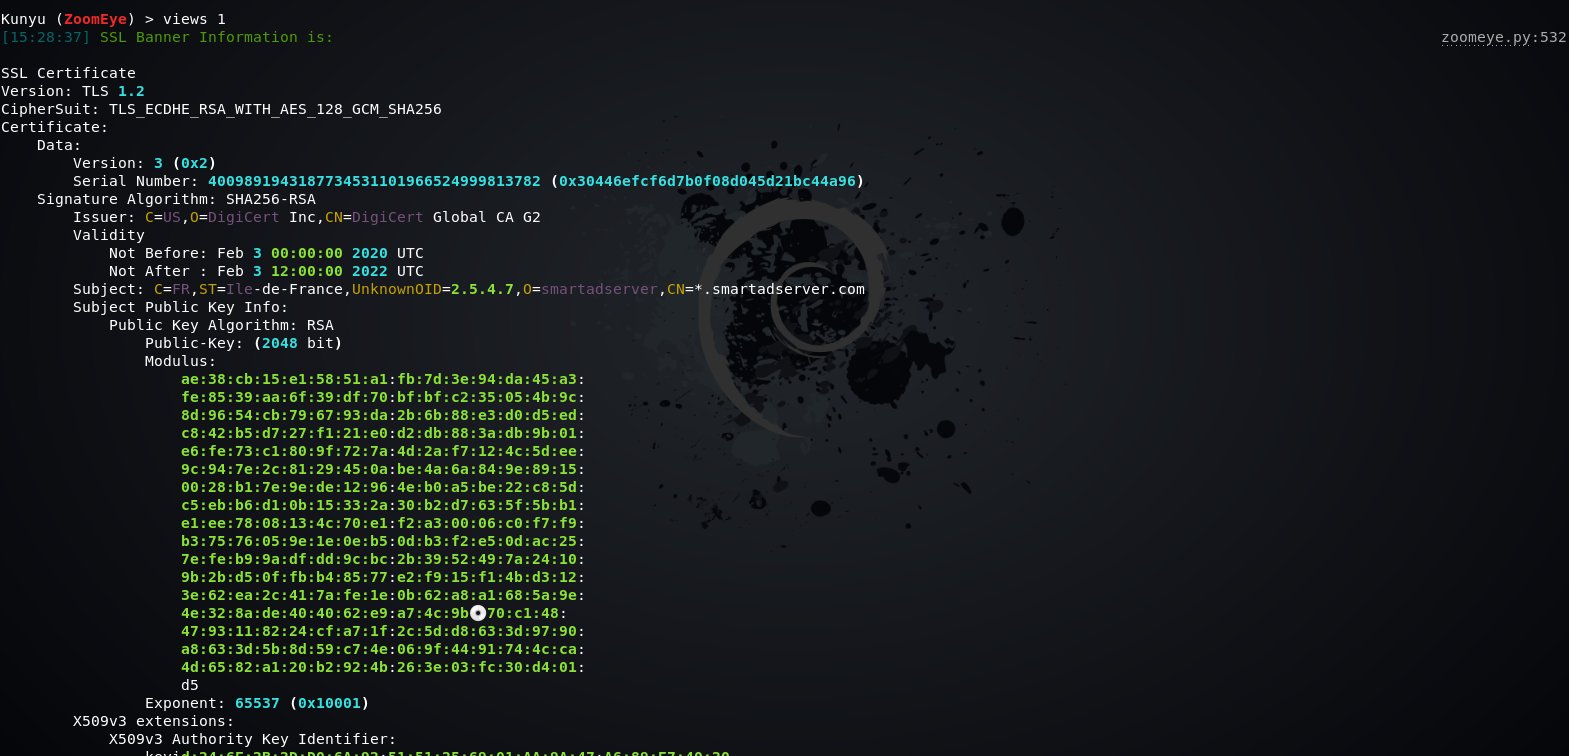 Kunyu (ZoomEye) > views 1
[15:28:37] SSL Banner Information is: zoomeye.py:532
SSL Certificate
Version: TLS 1.2
CipherSuit: TLS_ECDHE_RSA_WITH_AES_128_GCM_SHA256
Certificate:
    Data:
        Version: 3 (0x2)
        Serial Number: 64159819431877345311019665249998137​82 (0x30446efcf6d7b0f08d045d21bc44a96)
    Signature Algorithm: SHA256-RSA
        Issuer: C=US,O=DigiCert Inc,CN=DigiCert Global CA G2
        Validity
            Not Before: Feb 3 00:00:00 2020 UTC
            Not After : Feb 3 12:00:00 2022 UTC
        Subject: C=FR,ST=Ile-de-France,UnknownOID=2.5.4.7,O=smartadserver,CN=*.smartadserver.com
        Subject Public Key Info:
            Public Key Algorithm: RSA
                Public-Key: (2048 bit)
                Modulus:
                    ae:38:cb:15:e1:58:51:a1:fb:7d:3e:94:da:45:a3:
                    fe:85:39:aa:6f:39:df:70:bf:bf:c2:35:05:4b:9c:
                    8d:96:54:cb:79:67:93:da:2b:6b:88:e3:d0:d5:ed:
                    c8:42:b5:d7:27:f1:21:e0:d2:db:88:3a:db:9b:01:
                    e6:fe:73:c1:80:9f:72:7a:4d:2a:f7:12:4c:5d:ee:
                    9c:94:7e:2c:81:29:45:0a:be:4a:6a:84:9e:89:15:
                    00:28:b1:7e:9e:de:12:96:4e:b0:a5:be:22:c8:5d:
                    c5:eb:b6:d1:0b:15:33:2a:30:b2:d7:63:5f:5b:b1:
                    e1:ee:78:08:13:4c:70:e1:f2:a3:00:06:c0:f7:f9:
                    b3:75:76:05:9e:1e:0e:b5:0d:b3:f2:e5:0d:ac:25:
                    7e:fe:b9:9a:df:dd:9c:bc:2b:39:52:49:7a:24:10:
                    9b:2b:d5:0f:fb:b4:85:77:e2:f9:15:f1:4b:d3:12:
                    3e:62:ea:2c:41:7a:fe:1e:0b:62:a8:a1:68:5a:9e:
                    4e:32:8a:de:40:40:62:e9:a7:4c:9b📀70:c1:48:
                    47:93:11:82:24:cf:a7:1f:2c:5d:d8:63:3d:97:90:
                    a8:63:3d:5b:8d:59:c7:4e:06:9f:44:91:74:4c:ca:
                    4d:65:82:a1:20:b2:92:4b:26:3e:03:fc:30:d4:01:
                    d5
                Exponent: 65537 (0x10001)
        X509v3 extensions:
            X509v3 Authority Key Identifier: